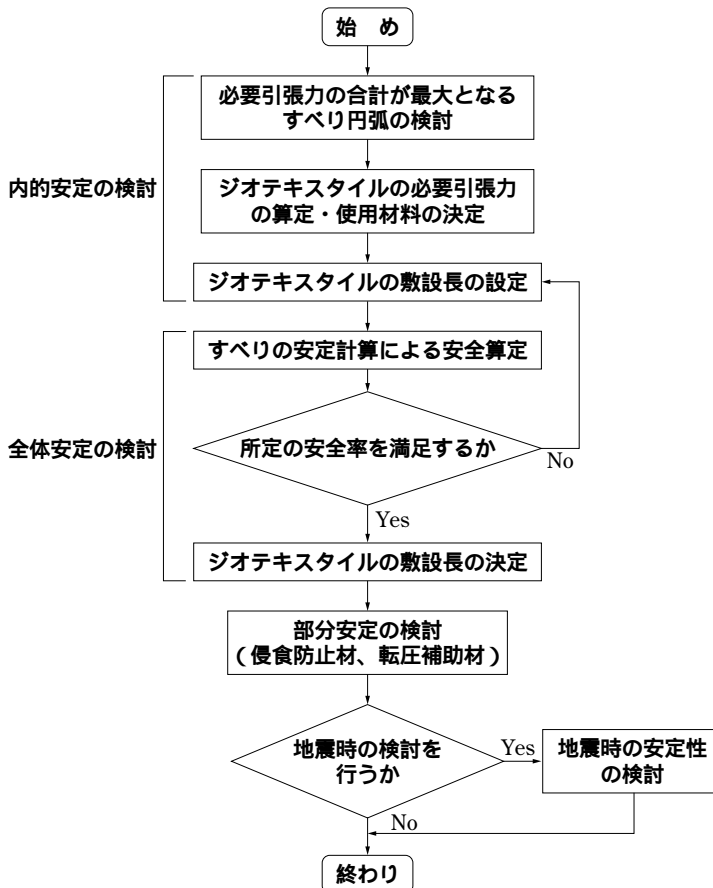 始　め
必要引張力の合計が最大となる
すべり円弧の検討
内的安定の検討
ジオテキスタイルの必要引張力
の算定・使用材料の決定
ジオテキスタイルの敷設長の設定
すべりの安定計算による安全算定
全体安定の検討
所定の安全率を満足するか
No
Yes
ジオテキスタイルの敷設長の決定
部分安定の検討
（侵食防止材、転圧補助材）
地震時の検討を
行うか
Yes
地震時の安定性
の検討
No
終わり